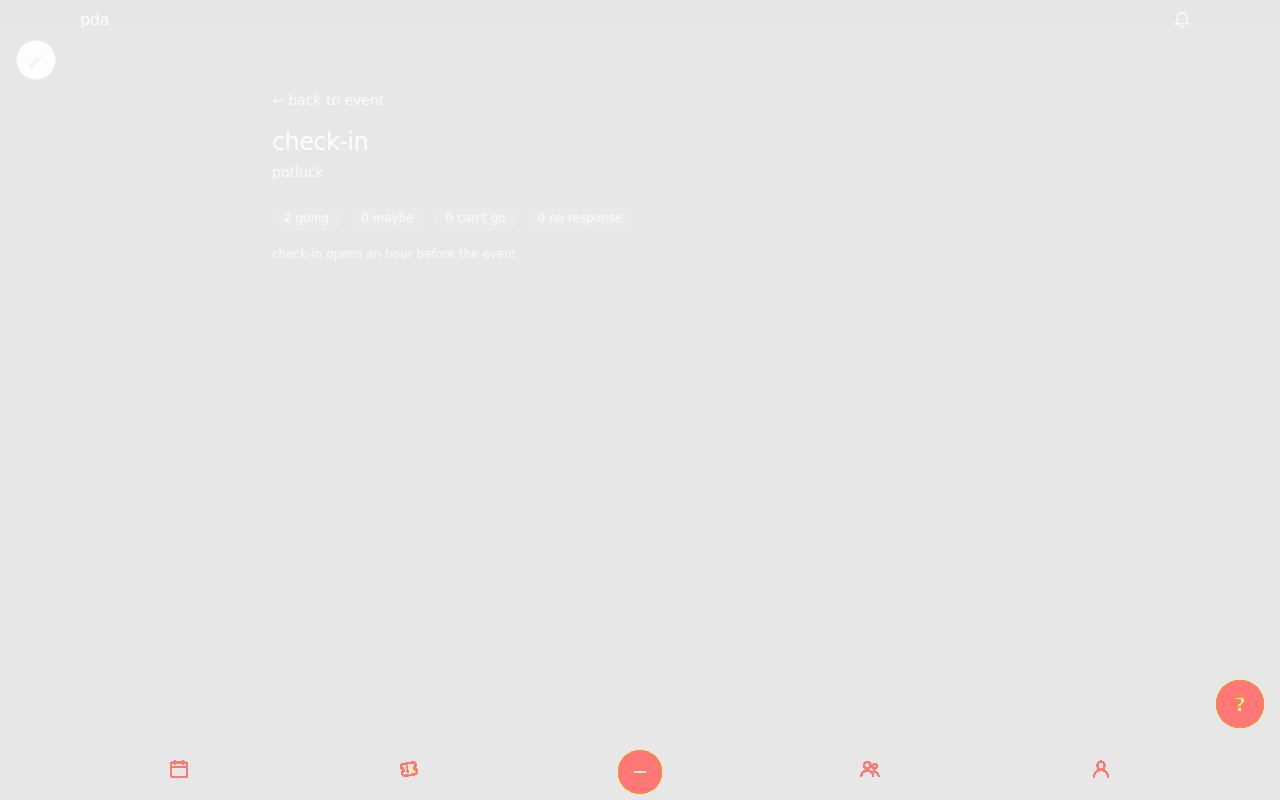 pda
← back to event
check-in
potluck
2 going 0 maybe 0 can't go 0 no response
check-in opens an hour before the event
?